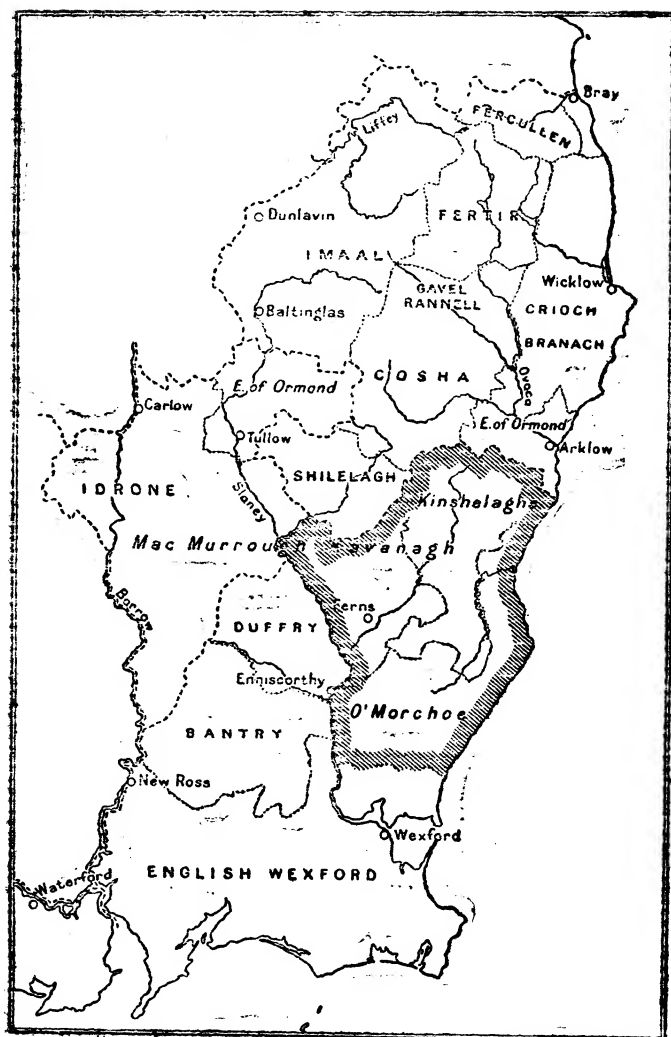 Bray
FERCULLEN
Liffey
Dunlavin
FERTIR
IMAAL
GAVEL
RANNELL
Wicklow
CRIOCH
BRANACH
Baltinglas
COSHA
E. of Ormond
Ovoca
Carlow
E. of Ormond
Arklow
Tullow
SHILELAGH
IDRONE
Slaney
Kinshelaghs
Mac Murrough Kavanagh
Barrow
Ferns
DUFFRY
Enniscorthy
O'Morchoe
BANTRY
New Ross
Wexford
ENGLISH WEXFORD
Waterford